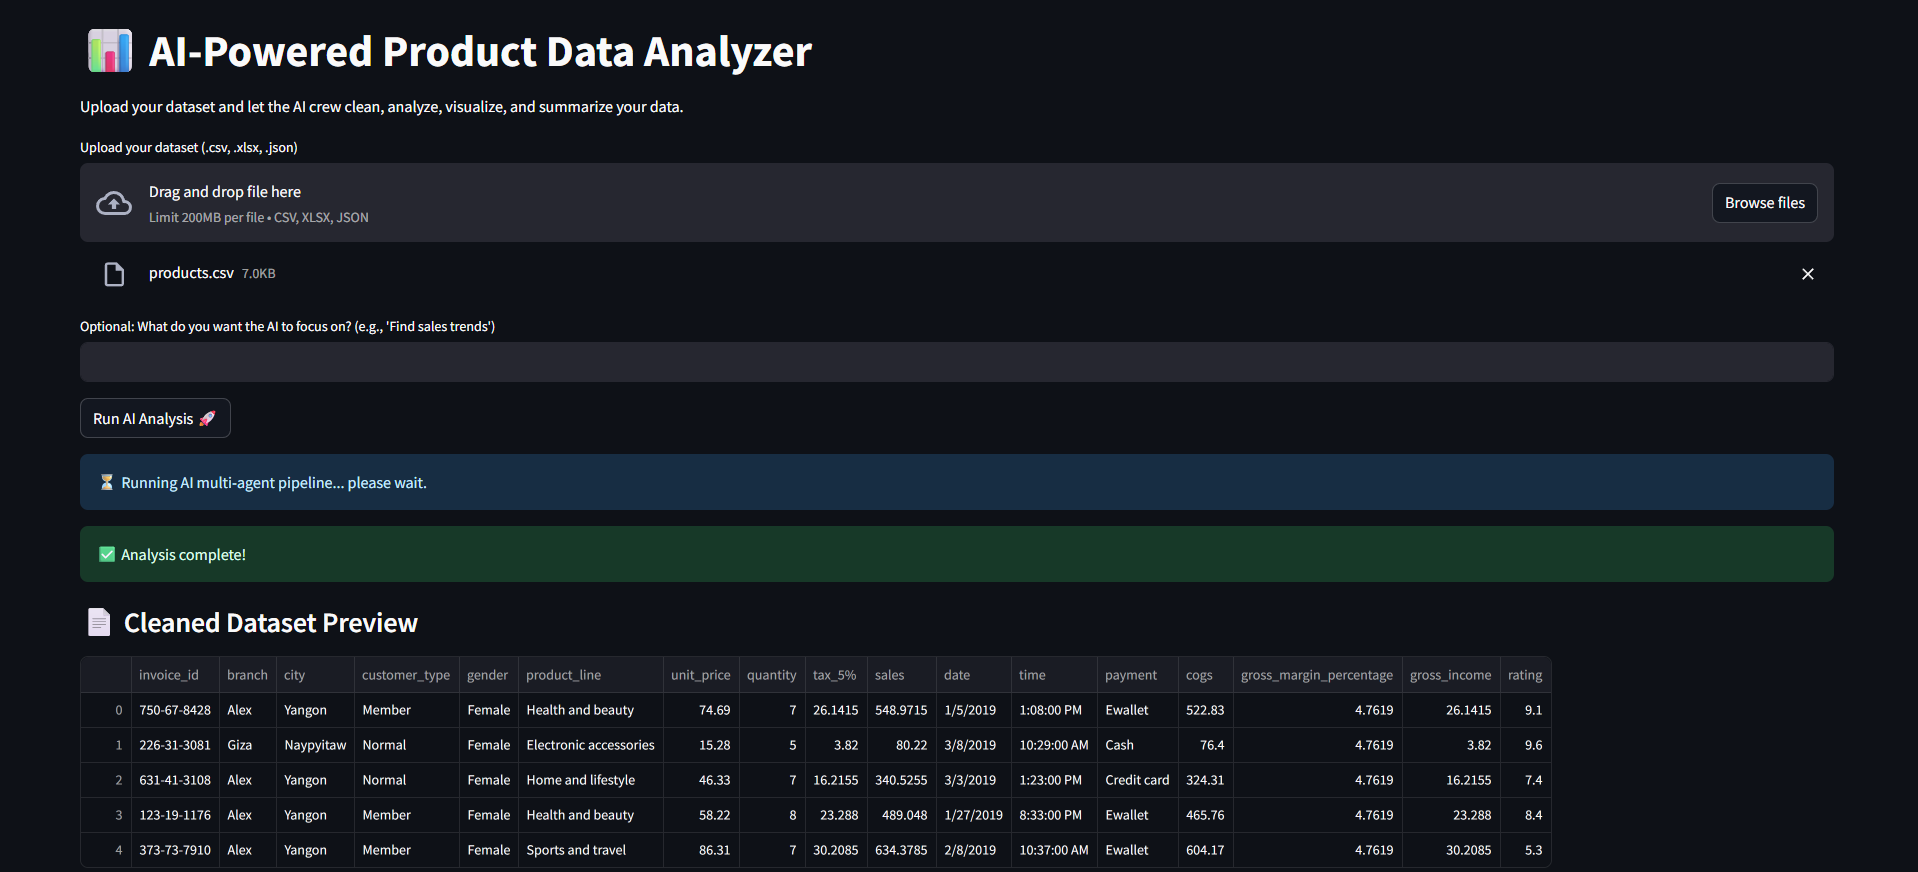 AI-Powered Product Data Analyzer
Upload your dataset and let the AI crew clean, analyze, visualize, and summarize your data.
Upload your dataset (.csv, .xlsx, .json)
Drag and drop file here
Limit 200MB per file • CSV, XLSX, JSON
Browse files
products.csv 7.0KB
Optional: What do you want the AI to focus on? (e.g., 'Find sales trends')
Run AI Analysis 🚀
⏳ Running AI multi-agent pipeline... please wait.
✅ Analysis complete!
Cleaned Dataset Preview
invoice_id branch city customer_type gender product_line unit_price quantity tax_5% sales date time payment cogs gross_margin_percentage gross_income rating
0 750-67-8428 Alex Yangon Member Female Health and beauty 74.69 7 26.1415 548.9715 1/5/2019 1:08:00 PM Ewallet 522.83 4.7619 26.1415 9.1
1 226-31-3081 Giza Naypyitaw Normal Female Electronic accessories 15.28 5 3.82 80.22 3/8/2019 10:29:00 AM Cash 76.4 4.7619 3.82 9.6
2 631-41-3108 Alex Yangon Normal Female Home and lifestyle 46.33 7 16.2155 340.5255 3/3/2019 1:23:00 PM Credit card 324.31 4.7619 16.2155 7.4
3 123-19-1176 Alex Yangon Member Female Health and beauty 58.22 8 23.288 489.048 1/27/2019 8:33:00 PM Ewallet 465.76 4.7619 23.288 8.4
4 373-73-7910 Alex Yangon Member Female Sports and travel 86.31 7 30.2085 634.3785 2/8/2019 10:37:00 AM Ewallet 604.17 4.7619 30.2085 5.3